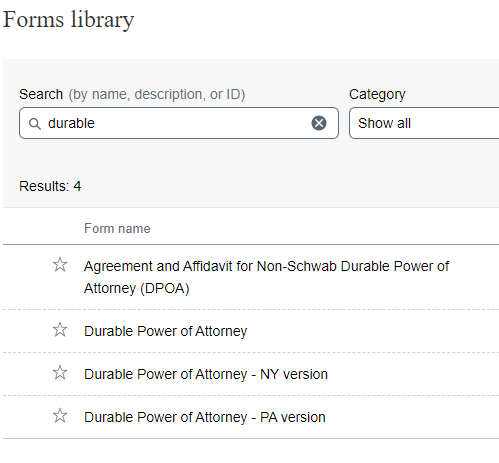 Forms library
Search (by name, description, or ID)
Category
durable
Show all
Results: 4
Form name
Agreement and Affidavit for Non-Schwab Durable Power of
Attorney (DPOA)
Durable Power of Attorney
Durable Power of Attorney - NY version
Durable Power of Attorney - PA version